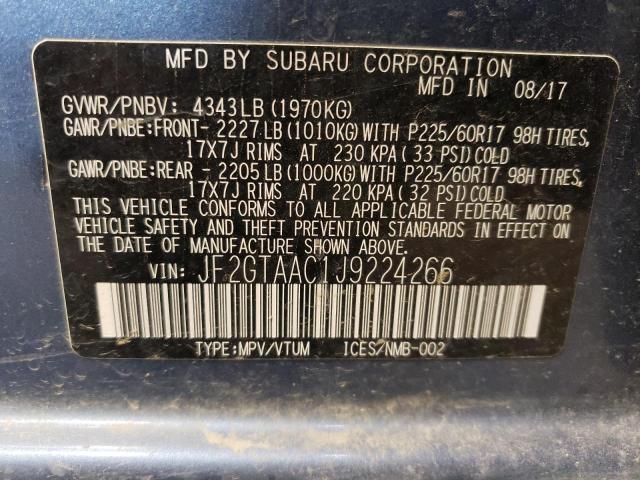 MFD BY SUBARU CORPORATION
MFD IN 08/17
GVWR/PNBV: 4343LB (1970KG)
GAWR/PNBE:FRONT- 2227 LB (1010KG) WITH P225/60R17 98H TIRES,
17X7J RIMS AT 230 KPA ( 33 PSI) COLD
GAWR/PNBE:REAR - 2205 LB (1000KG) WITH P225/60R17 98H TIRES,
17X7J RIMS AT 220 KPA ( 32 PSI) COLD
THIS VEHICLE CONFORMS TO ALL APPLICABLE FEDERAL MOTOR
VEHICLE SAFETY AND THEFT PREVENTION STANDARDS IN EFFECT ON
THE DATE OF MANUFACTURE SHOWN ABOVE.
VIN: JF2GTAAC1J9224266
TYPE:MPV/VTUM ICES/NMB-002